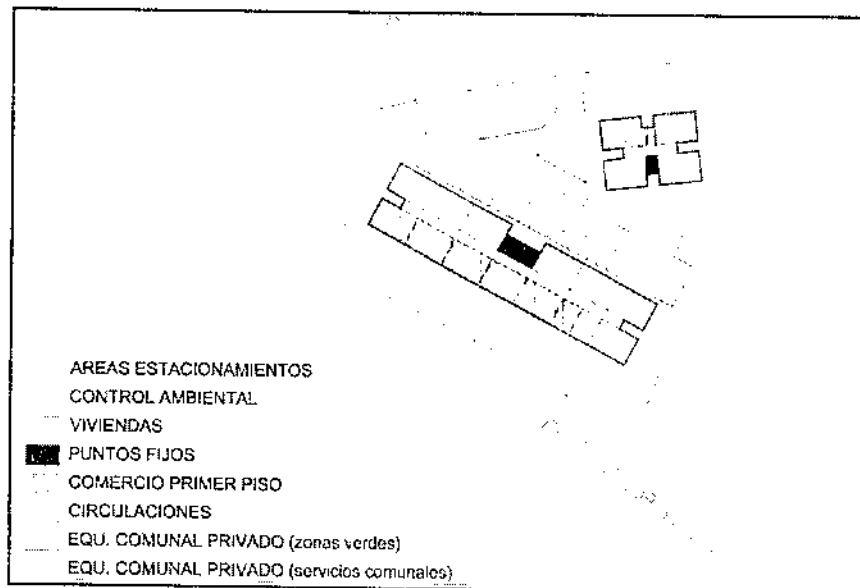 AREAS ESTACIONAMIENTOS
CONTROL AMBIENTAL
VIVIENDAS
PUNTOS FIJOS
COMERCIO PRIMER PISO
CIRCULACIONES
EQU. COMUNAL PRIVADO (zonas verdes)
EQU. COMUNAL PRIVADO (servicios comunales)